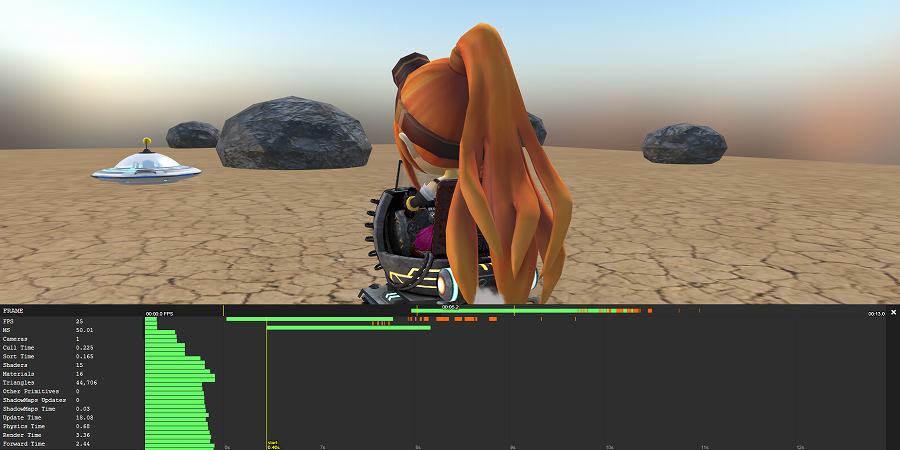 FRAME
00:05.2
00:00.0 FPS
00:13.0
×
FPS 25
MS 50.01
Cameras 1
Cull Time 0.225
Sort Time 0.165
Shaders 15
Materials 16
Triangles 44,706
Other Primitives 0
ShadowMaps Updates 0
ShadowMaps Time 0.03
Update Time 18.08
Physics Time 0.68
Render Time 3.36
start
Forward Time 2.44
0.40s
7s
8s
9s
10s
11s
12s